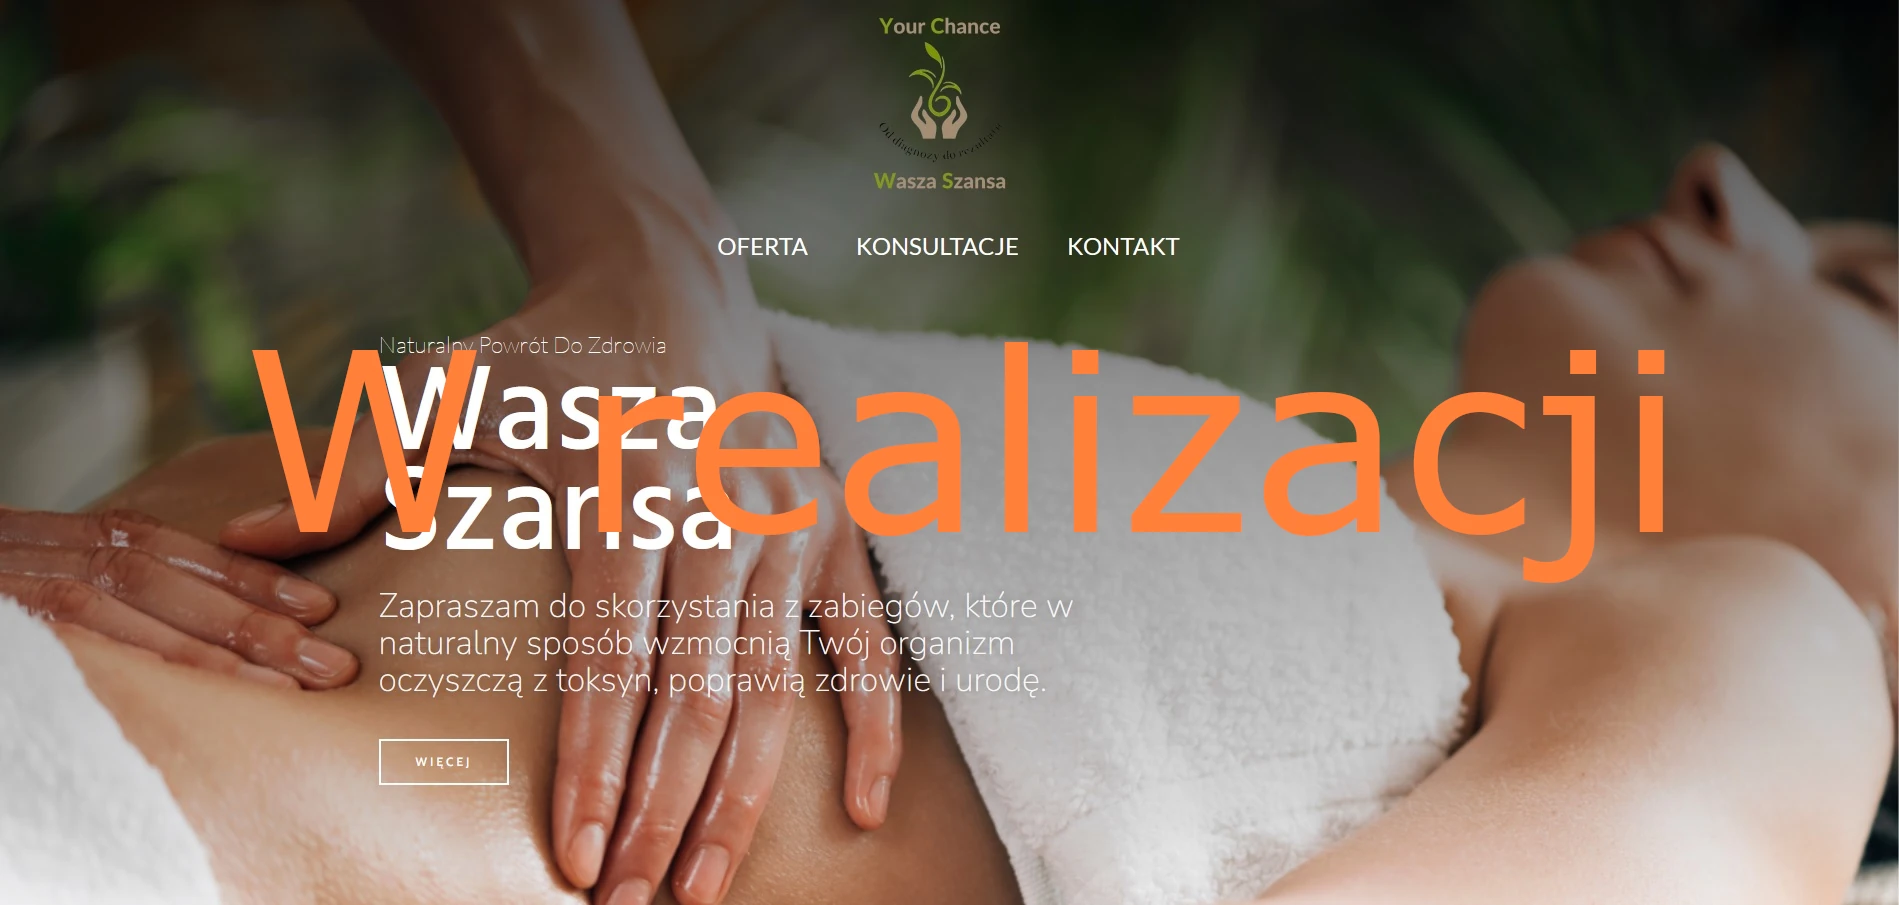 Your Chance
Od diagnozy do rezultatów
Wasza Szansa
OFERTA KONSULTACJE KONTAKT
Naturalny Powrót Do Zdrowia
Wasza
Szansa
W realizacji
Zapraszam do skorzystania z zabiegów, które w
naturalny sposób wzmocnią Twój organizm
oczyszczą z toksyn, poprawią zdrowie i urodę.
WIĘCEJ